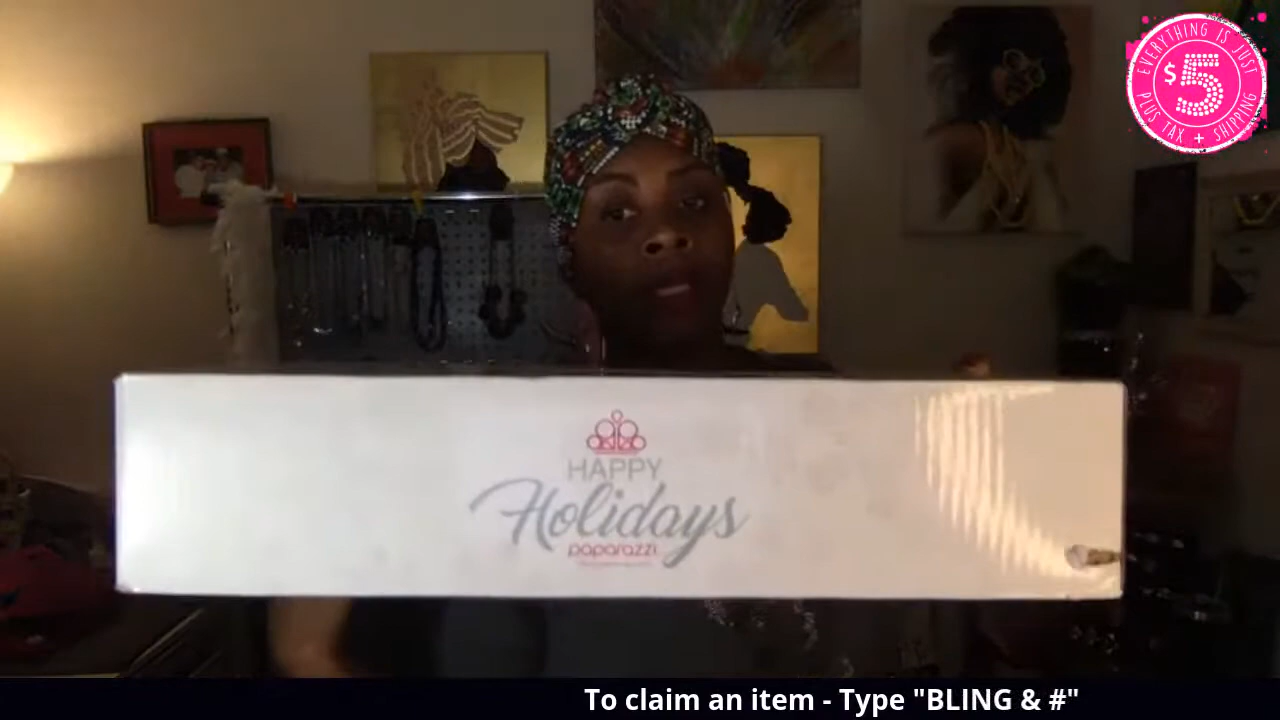 EVERYTHING IS JUST
$5
PLUS TAX + SHIPPING
HAPPY
Holidays
paparazzi
To claim an item - Type "BLING & #"